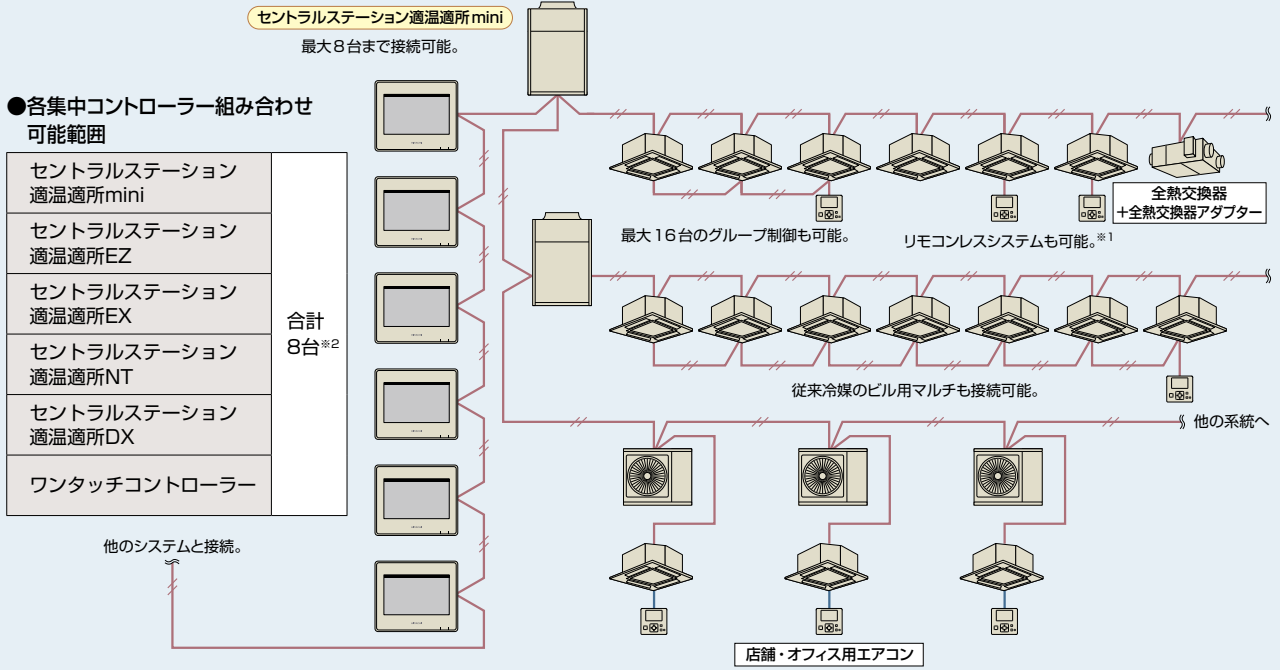 セントラルステーション適温適所mini
最大8台まで接続可能。
●各集中コントローラー組み合わせ
可能範囲
セントラルステーション
適温適所mini
セントラルステーション
適温適所EZ
セントラルステーション
適温適所EX
セントラルステーション
適温適所NT
セントラルステーション
適温適所DX
ワンタッチコントローラー
合計
8台※2
他のシステムと接続。
最大16台のグループ制御も可能。
リモコンレスシステムも可能。※1
全熱交換器
+全熱交換器アダプター
従来冷媒のビル用マルチも接続可能。
他の系統へ
店舗・オフィス用エアコン